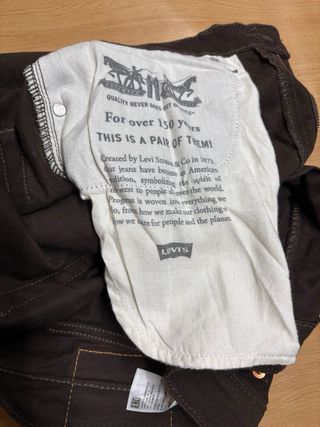 QUALITY NEVER GOES OUT OF STYLE
For over 150 years
THIS IS A PAIR OF THEM!
Created by Levi Strauss & Co in 1873.
Our jeans have become an American
tradition, symbolizing the spirit of
the west to people all over the world.
Progress is woven into everything we
do, from how we make our clothing
how we care for people and the planet.
LEVI'S